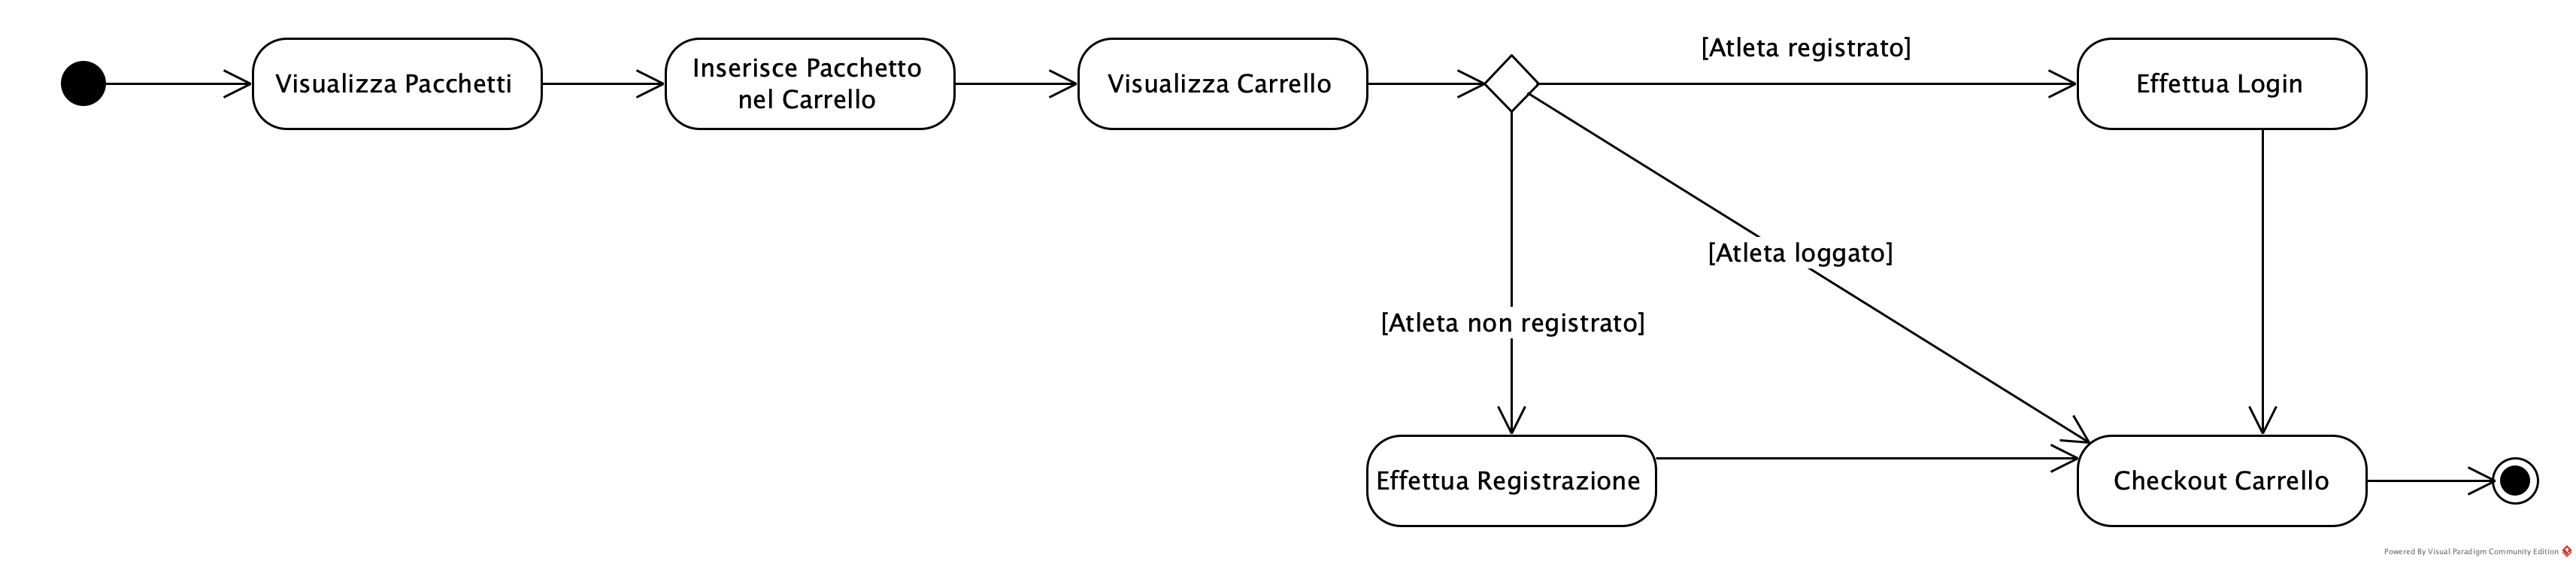 Visualizza Pacchetti
Inserisce Pacchetto
nel Carrello
Visualizza Carrello
[Atleta registrato]
Effettua Login
[Atleta loggato]
[Atleta non registrato]
Effettua Registrazione
Checkout Carrello
Powered By Visual Paradigm Community Edition